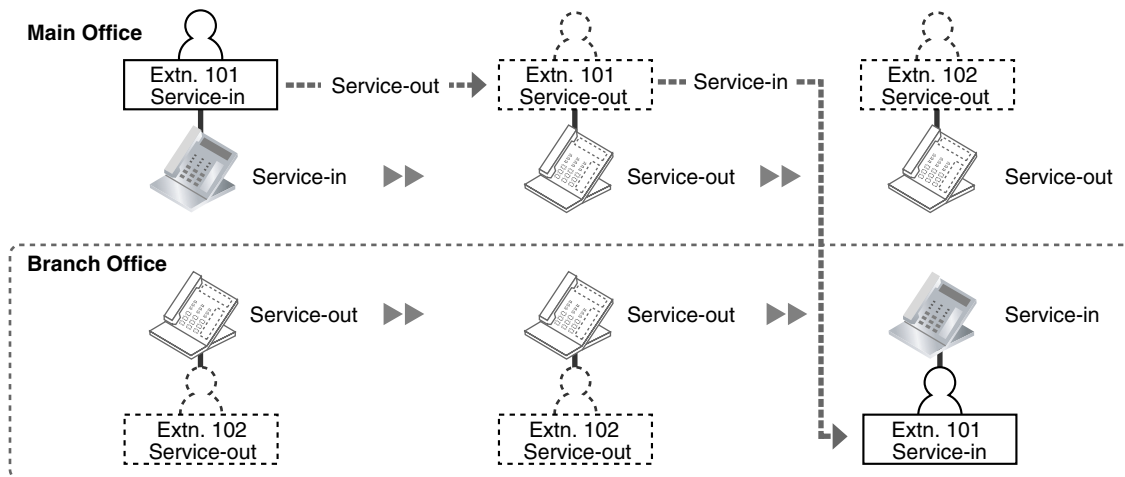 Main Office
Extn. 101
Service-in
Service-out
Extn. 101
Service-out
Service-in
Extn. 102
Service-out
Service-in
Service-out
Service-out
Branch Office
Service-out
Service-out
Service-in
Extn. 102
Service-out
Extn. 102
Service-out
Extn. 101
Service-in